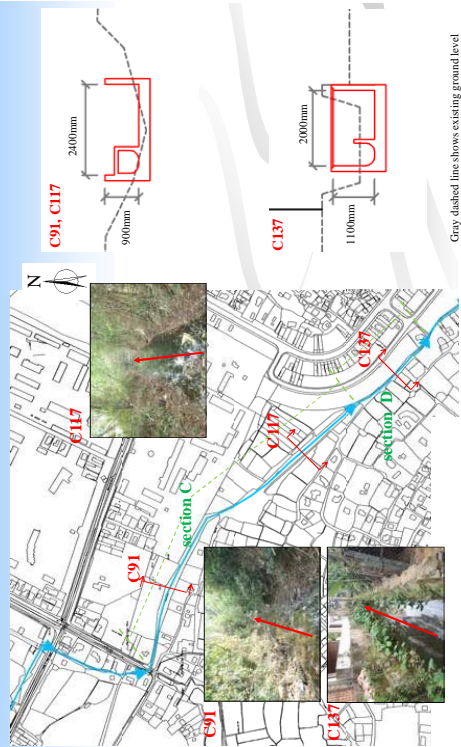 C91, C117
2400mm
900mm
C137
2000mm
1100mm
Gray dashed line shows existing ground level
N
C117
C91
section C
C117
C137
section D
C91
C137